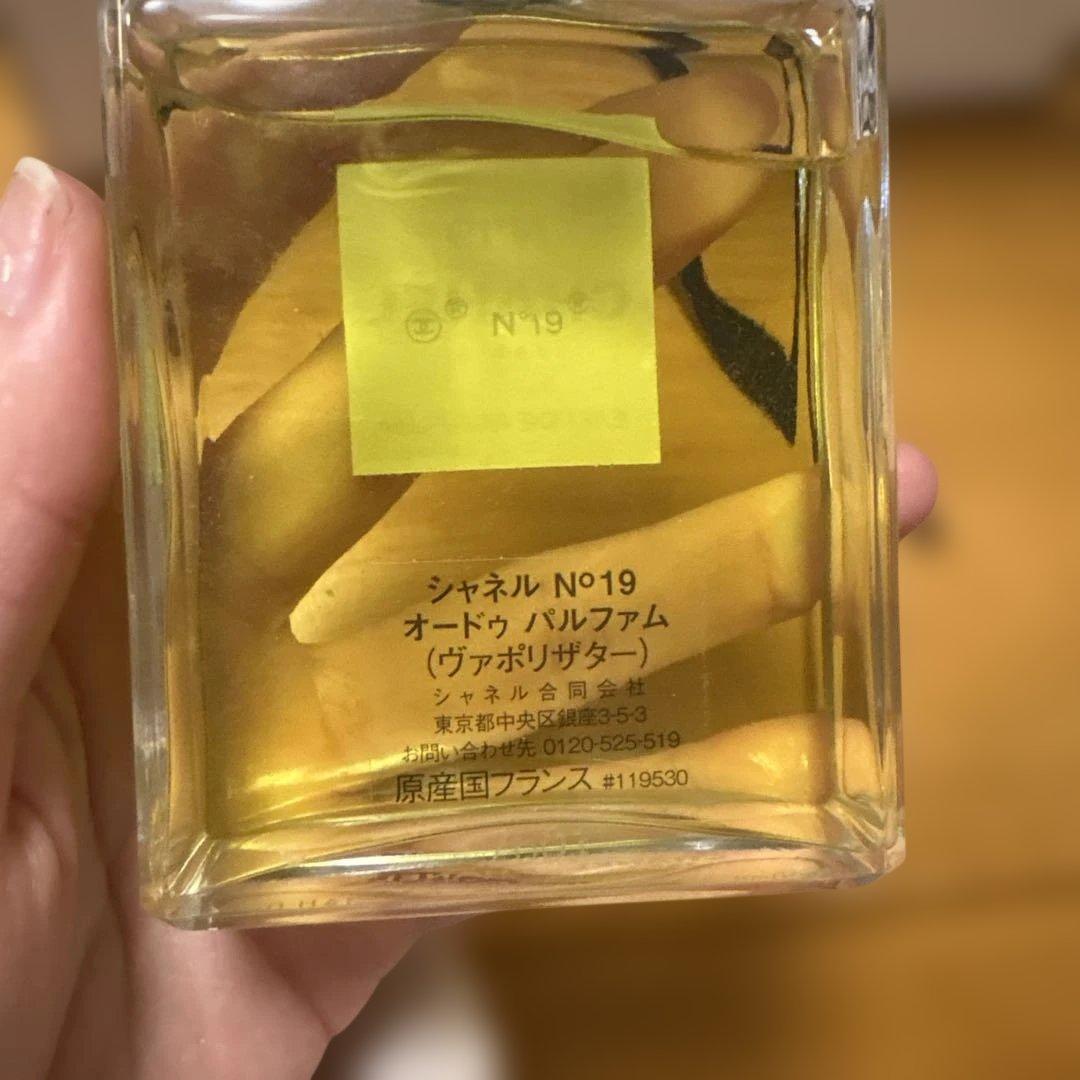 N°19
シャネル Nº19
オードゥ パルファム
(ヴァポリザター)
シャネル合同会社
東京都中央区銀座3-5-3
お問い合わせ先 0120-525-519
原産国フランス #119530